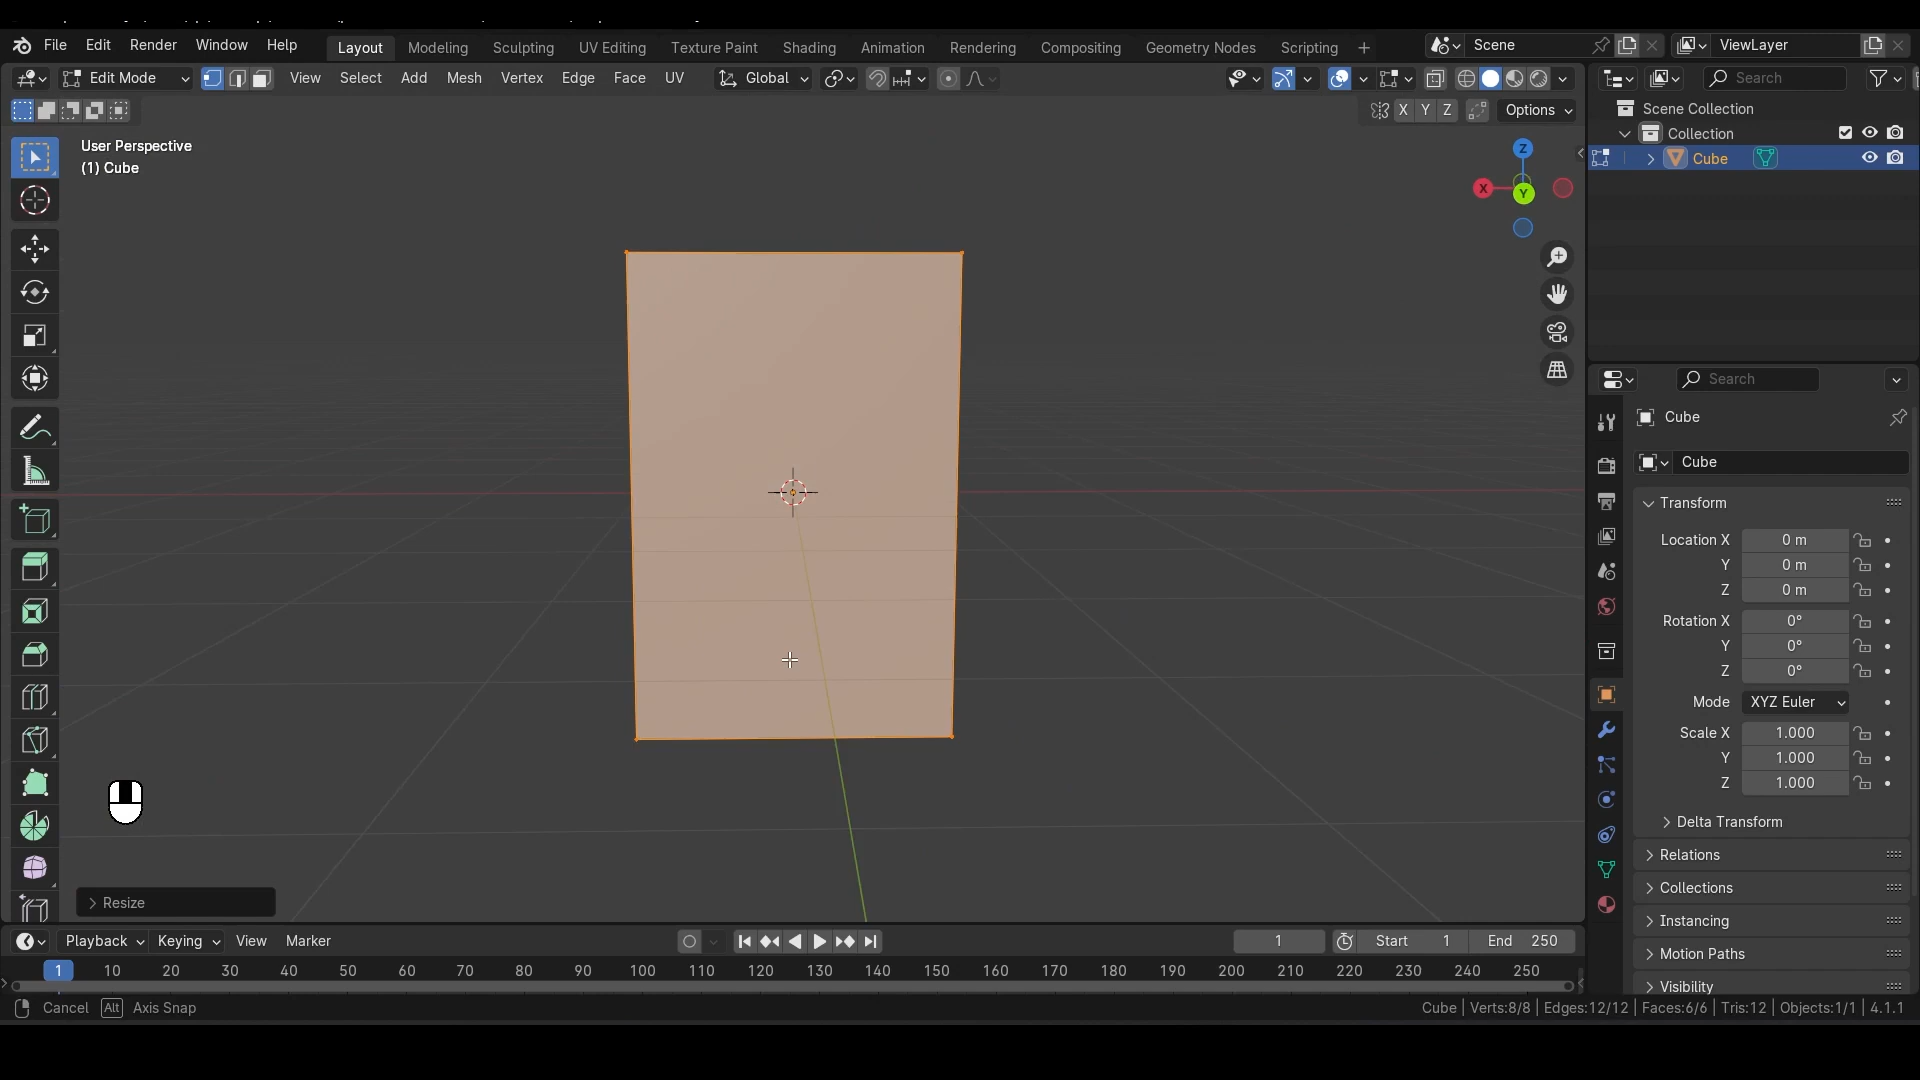 File Edit Render Window Help Layout Modeling Sculpting UV Editing Texture Paint Shading Animation Rendering Compositing Geometry Nodes Scripting Scene ViewLayer
Edit Mode View Select Add Mesh Vertex Edge Face UV Global Search
X Y Z Options
Scene Collection
Collection
Cube
User Perspective
(1) Cube
Z
X
Y
Search
Cube
Cube
Transform
Location X 0 m
Y 0 m
Z 0 m
Rotation X 0°
Y 0°
Z 0°
Mode XYZ Euler
Scale X 1.000
Y 1.000
Z 1.000
Delta Transform
Relations
Collections
Instancing
Motion Paths
Visibility
Resize
Playback Keying View Marker 1 Start 1 End 250
1 10 20 30 40 50 60 70 80 90 100 110 120 130 140 150 160 170 180 190 200 210 220 230 240 250
Cancel Alt Axis Snap Cube | Verts:8/8 | Edges:12/12 | Faces:6/6 | Tris:12 | Objects:1/1 | 4.1.1